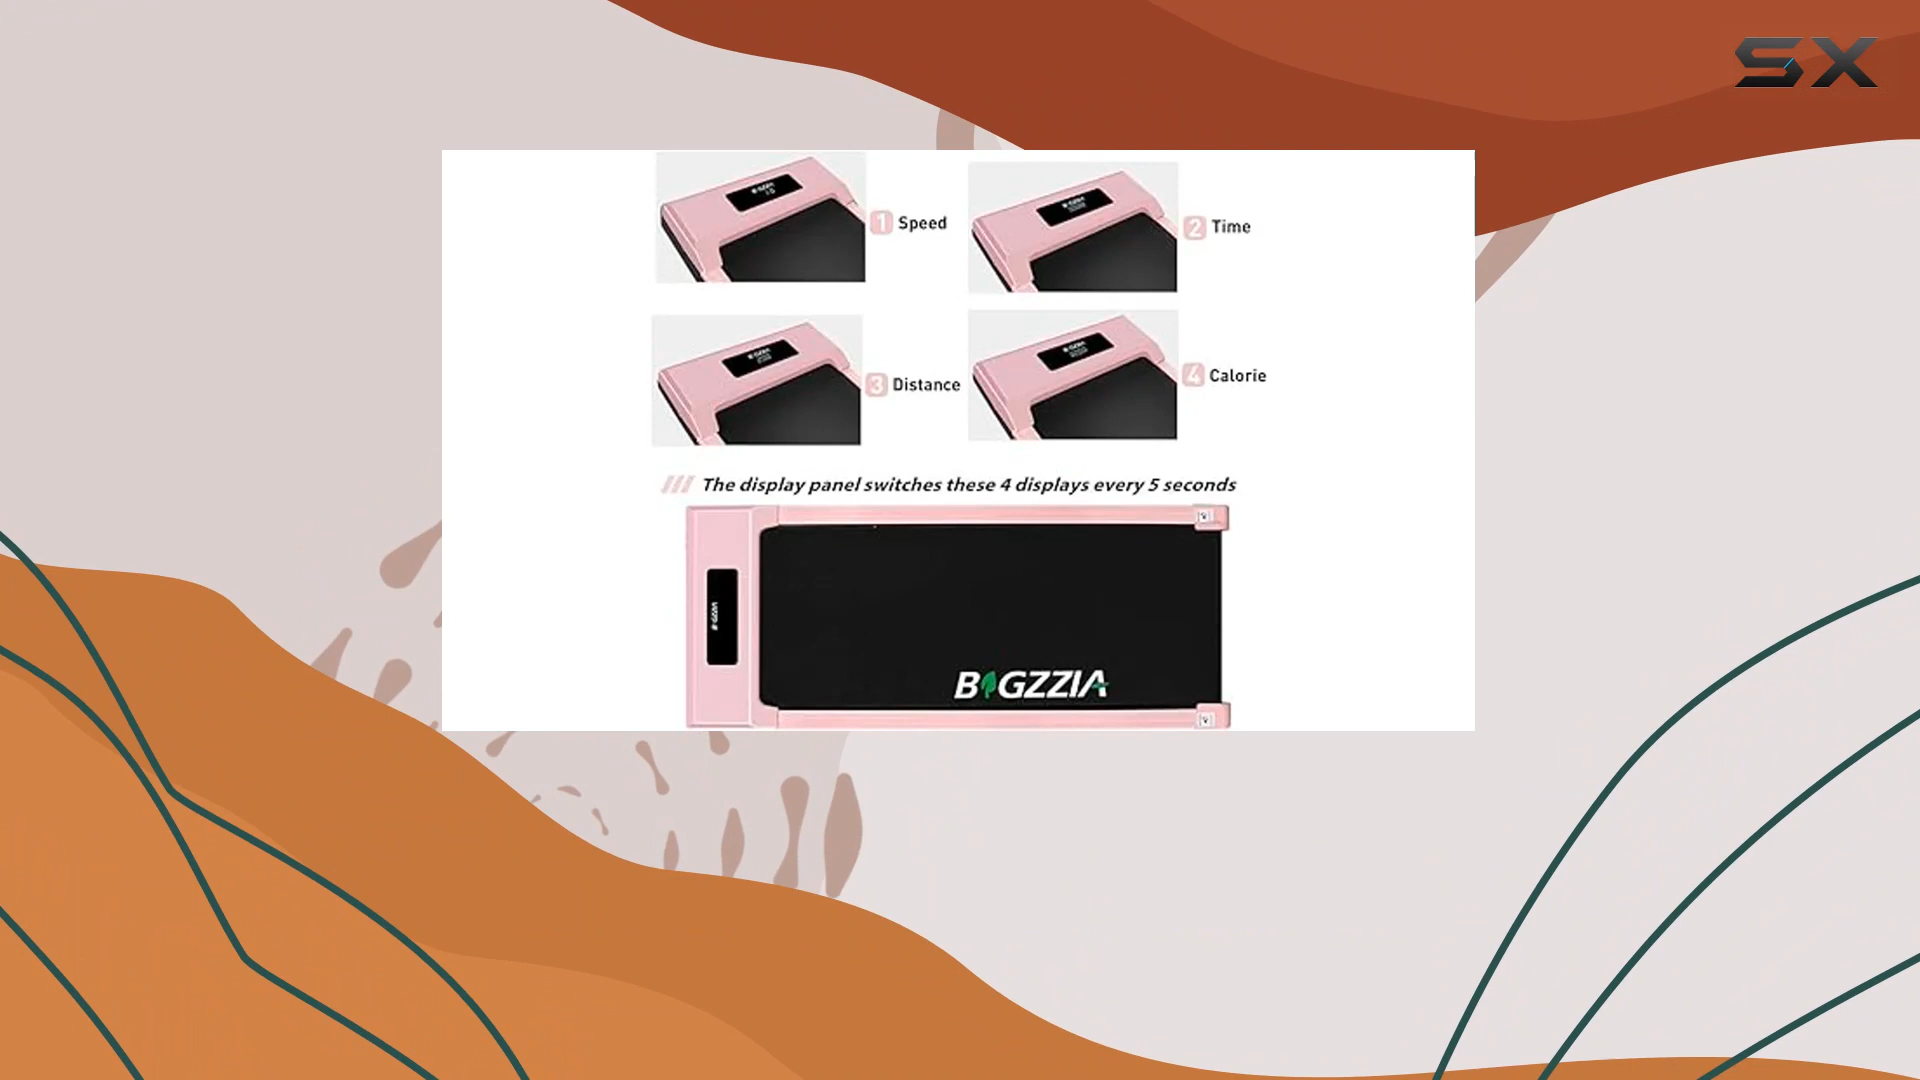 SX
1 Speed
2 Time
3 Distance
4 Calorie
The display panel switches these 4 displays every 5 seconds
BIGZZIA